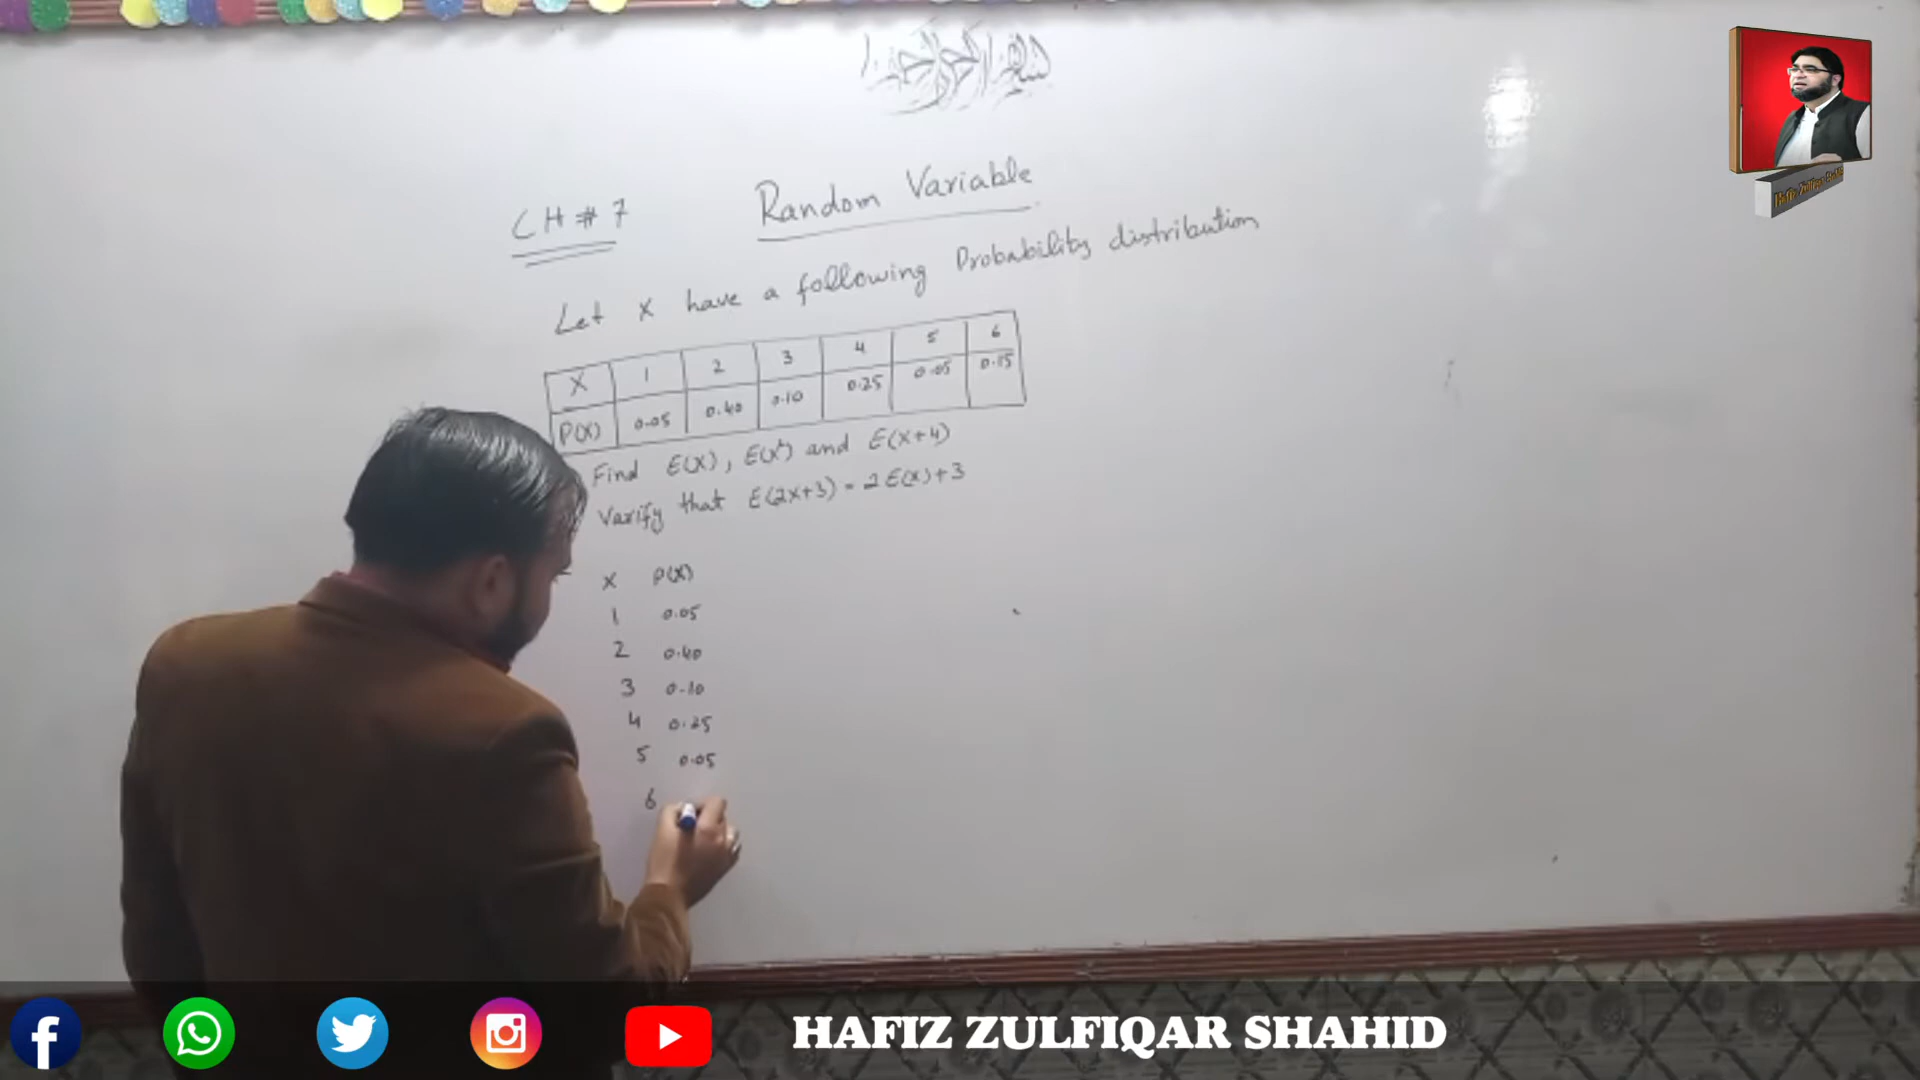 CH # 7 Random Variable
Let X have a following Probability distribution
X 1 2 3 4 5 6
P(X) 0.05 0.40 0.10 0.25 0.05 0.15
Find E(X), E(X²) and E(X+4)
Varify that E(2X+3) = 2E(X)+3
X P(X)
1 0.05
2 0.40
3 0.10
4 0.25
5 0.05
6
HAFIZ ZULFIQAR SHAHID